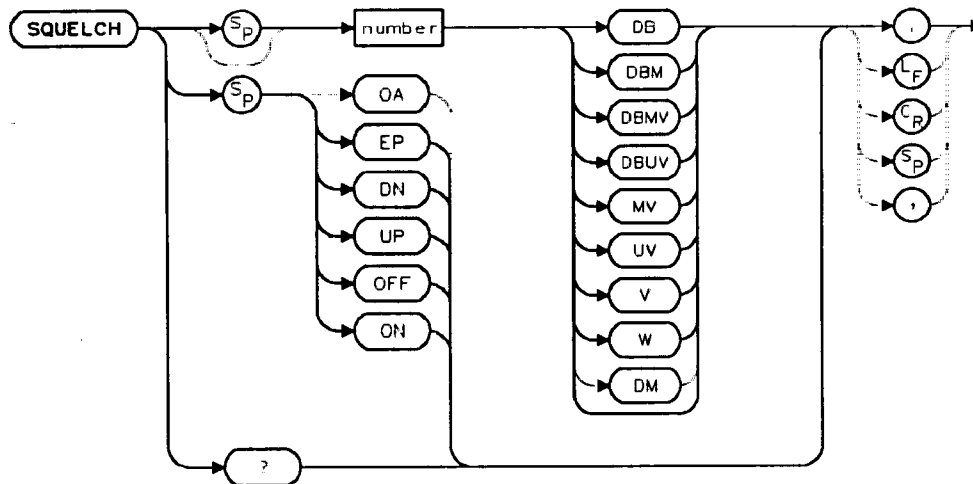 SQUELCH
SP
number
DB
DBM
DBMV
DBUV
MV
UV
V
W
DM
SP
OA
EP
DN
UP
OFF
ON
?
LF
CR
SP
,